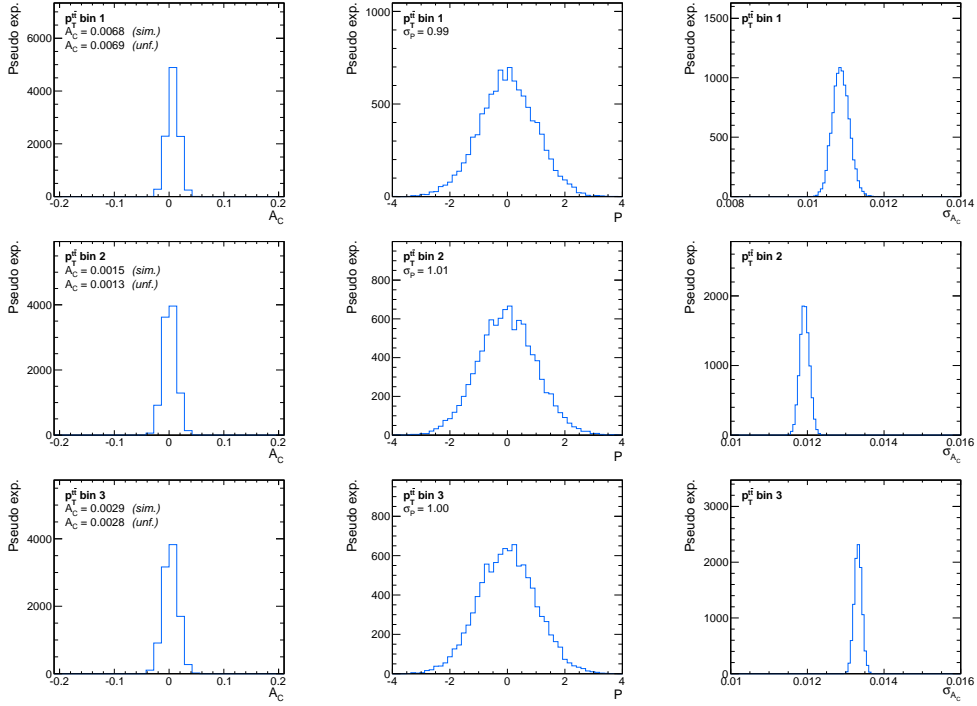 Pseudo exp.
p_T^{tt̄} bin 1
A_C = 0.0068 (sim.)
A_C = 0.0069 (unf.)
6000
4000
2000
0
-0.2 -0.1 0 0.1 0.2
A_C
Pseudo exp.
p_T^{tt̄} bin 1
σ_P = 0.99
1000
500
0
-4 -2 0 2 4
P
Pseudo exp.
p_T^{tt̄} bin 1
1500
1000
500
0
0.008 0.01 0.012 0.014
σ_{A_C}
Pseudo exp.
p_T^{tt̄} bin 2
A_C = 0.0015 (sim.)
A_C = 0.0013 (unf.)
4000
2000
0
-0.2 -0.1 0 0.1 0.2
A_C
Pseudo exp.
p_T^{tt̄} bin 2
σ_P = 1.01
800
600
400
200
0
-4 -2 0 2 4
P
Pseudo exp.
p_T^{tt̄} bin 2
2000
1000
0
0.01 0.012 0.014 0.016
σ_{A_C}
Pseudo exp.
p_T^{tt̄} bin 3
A_C = 0.0029 (sim.)
A_C = 0.0028 (unf.)
4000
2000
0
-0.2 -0.1 0 0.1 0.2
A_C
Pseudo exp.
p_T^{tt̄} bin 3
σ_P = 1.00
800
600
400
200
0
-4 -2 0 2 4
P
Pseudo exp.
p_T^{tt̄} bin 3
3000
2000
1000
0
0.01 0.012 0.014 0.016
σ_{A_C}